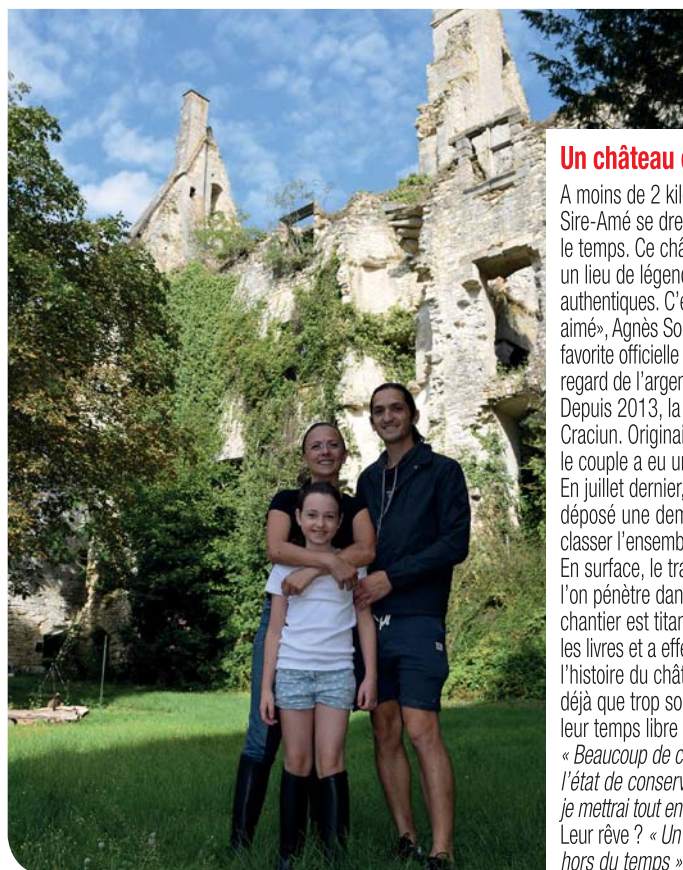 Un château
A moins de 2 kil
Sire-Amé se dre
le temps. Ce châ
un lieu de légend
authentiques. C'e
aimé», Agnès So
favorite officielle
regard de l'argen
Depuis 2013, la
Craciun. Originai
le couple a eu un
En juillet dernier,
déposé une dem
classer l'ensemb
En surface, le tra
l'on pénètre dan
chantier est titan
les livres et a effe
l'histoire du chât
déjà que trop so
leur temps libre
« Beaucoup de c
l'état de conserv
je mettrai tout en
Leur rêve ? « Un
hors du temps »